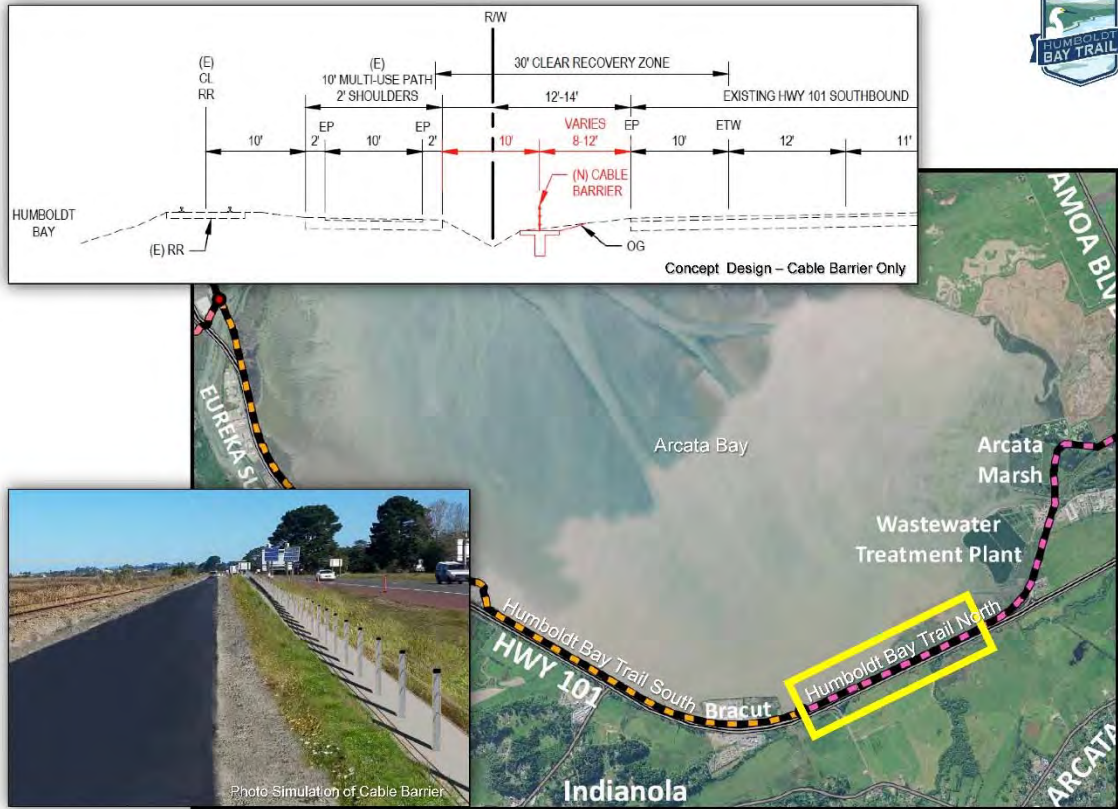 R/W
(E)
CL
RR
(E)
10' MULTI-USE PATH
2' SHOULDERS
30' CLEAR RECOVERY ZONE
12'-14'
EXISTING HWY 101 SOUTHBOUND
10'
2'
EP
10'
EP
2'
10'
VARIES
8-12'
EP
10'
ETW
12'
11'
(N) CABLE
BARRIER
HUMBOLDT
BAY
(E) RR
OG
Concept Design – Cable Barrier Only
HUMBOLDT
BAY TRAIL
AMOA BLV
EUREKA SL
Arcata Bay
Arcata
Marsh
Wastewater
Treatment Plant
Humboldt Bay Trail North
Humboldt Bay Trail South
HWY 101
Bracut
Indianola
ARCATA
Photo Simulation of Cable Barrier